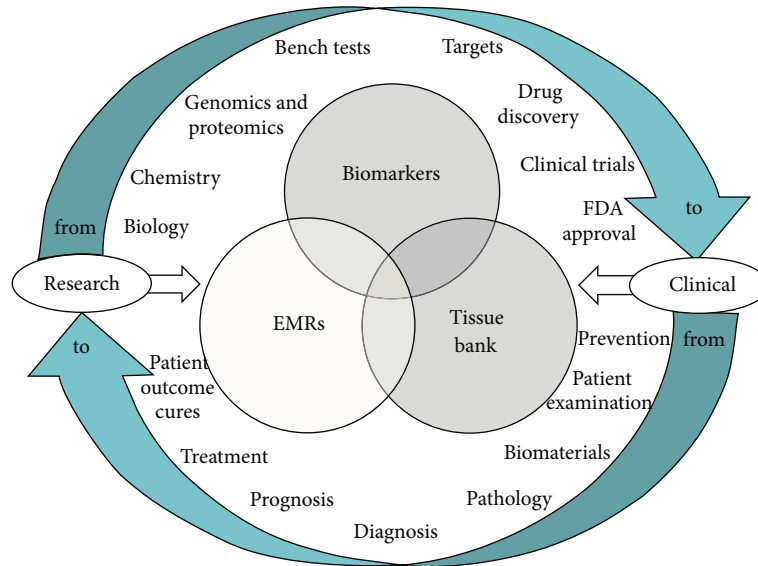 Bench tests
Targets
Genomics and
proteomics
Drug
discovery
Chemistry
Biomarkers
Clinical trials
from
Biology
FDA
approval
to
Research
Clinical
EMRs
Tissue
bank
to
Prevention
from
Patient
outcome
cures
Patient
examination
Treatment
Biomaterials
Prognosis
Pathology
Diagnosis